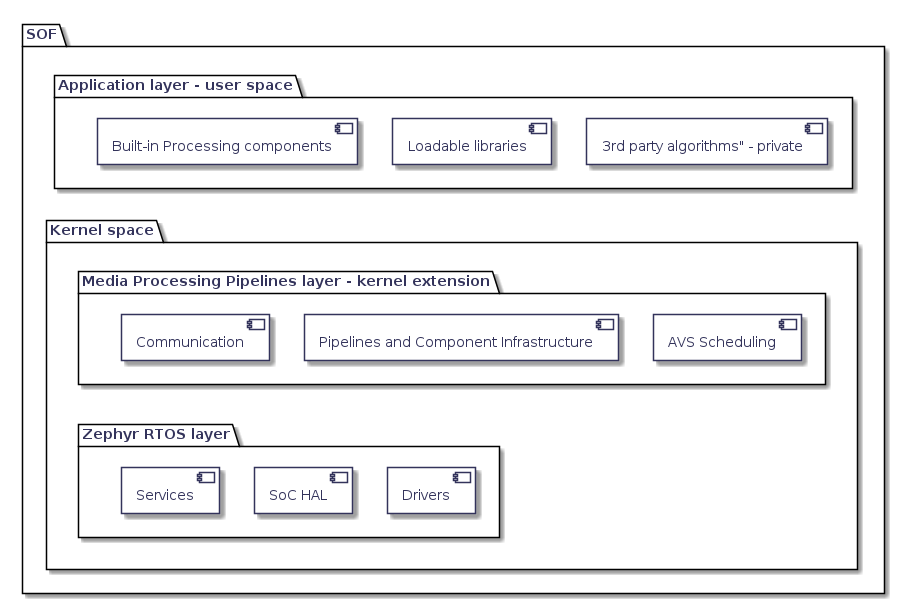 SOF
Application layer - user space
Built-in Processing components
Loadable libraries
3rd party algorithms" - private
Kernel space
Media Processing Pipelines layer - kernel extension
Communication
Pipelines and Component Infrastructure
AVS Scheduling
Zephyr RTOS layer
Services
SoC HAL
Drivers